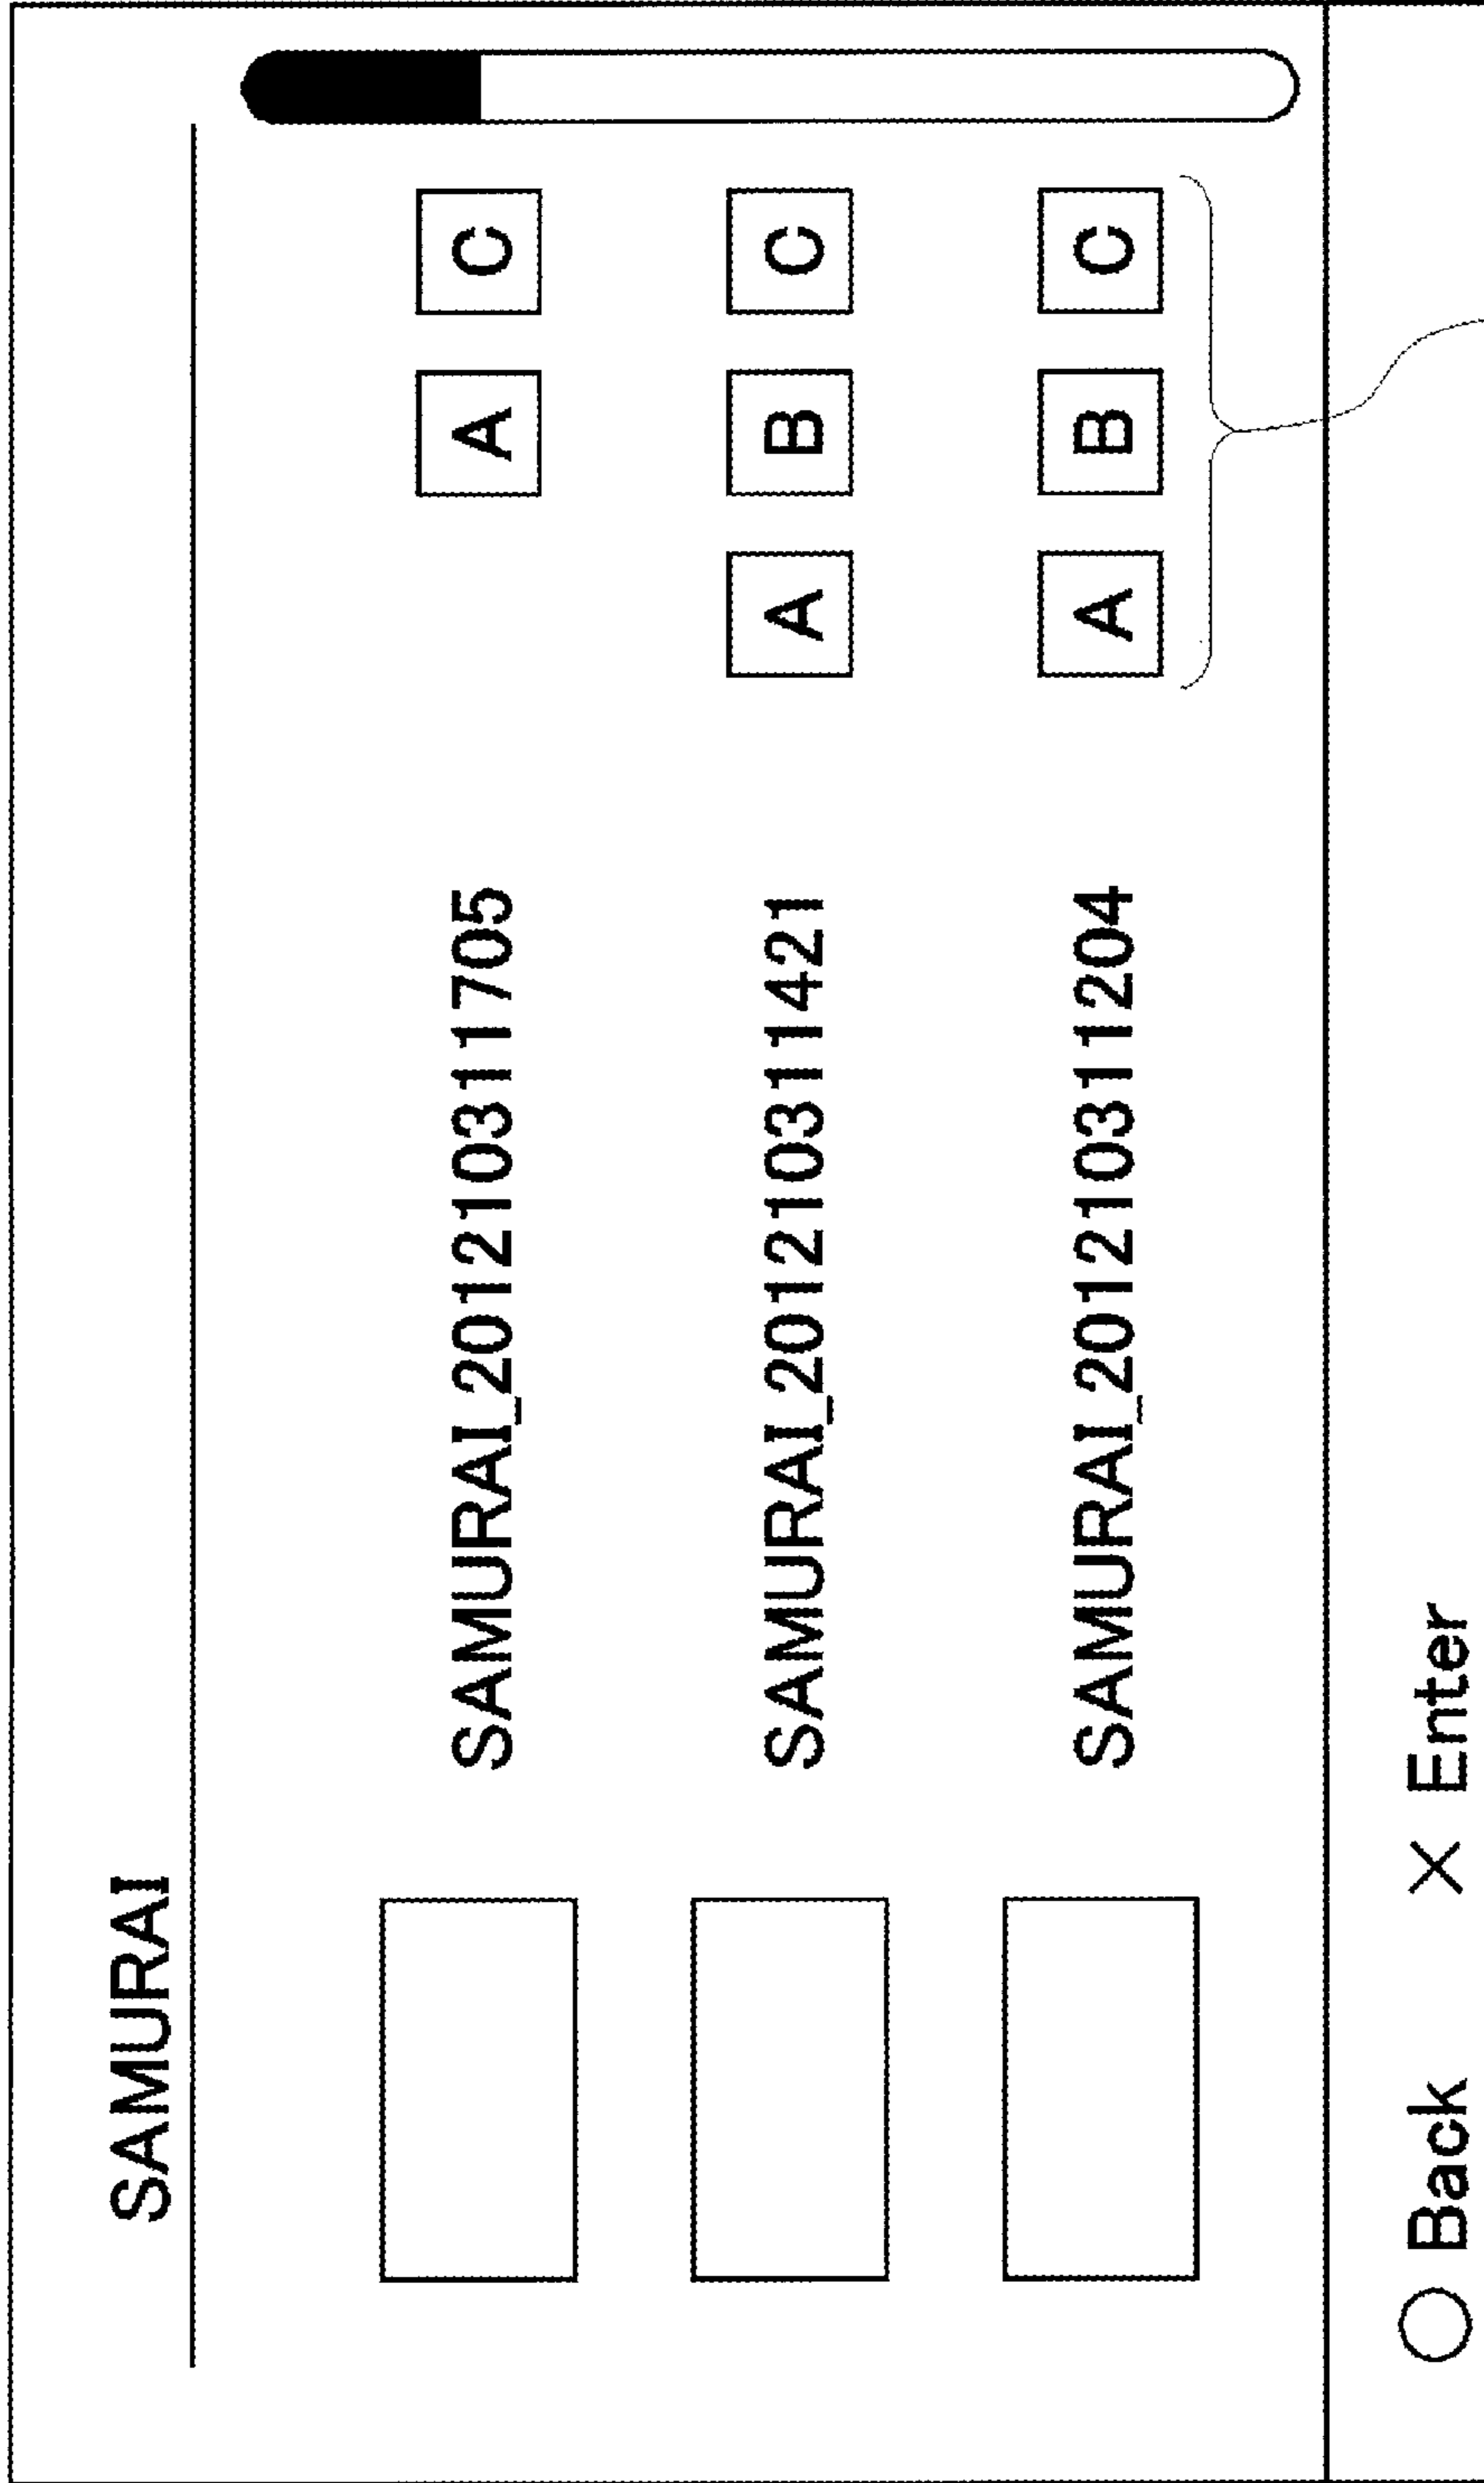 SAMURAI
SAMURAI_201210311705 A C
SAMURAI_201210311421 A B C
SAMURAI_201210311204 A B C
○ Back × Enter